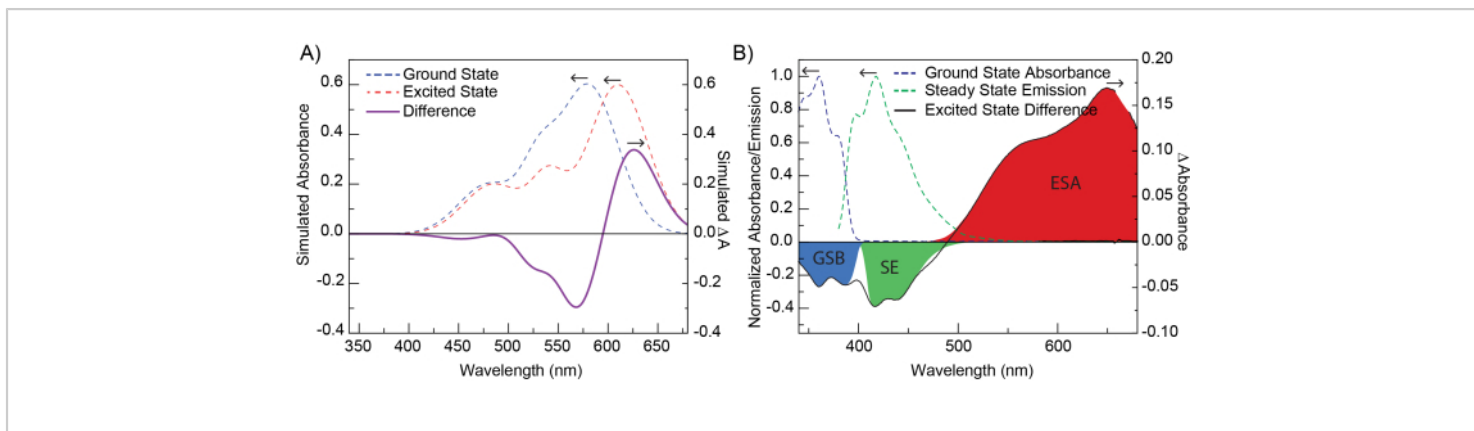 A)
Ground State
Excited State
Difference
Simulated Absorbance
0.6
0.4
0.2
0.0
-0.2
-0.4
0.6
0.4
0.2
0.0
-0.2
-0.4
Simulated ΔA
350 400 450 500 550 600 650
Wavelength (nm)
B)
Ground State Absorbance
Steady State Emission
Excited State Difference
Normalized Absorbance/Emission
1.0
0.8
0.6
0.4
0.2
0.0
-0.2
-0.4
GSB
SE
ESA
0.20
0.15
0.10
0.05
0.00
-0.05
-0.10
Δ Absorbance
400 500 600
Wavelength (nm)